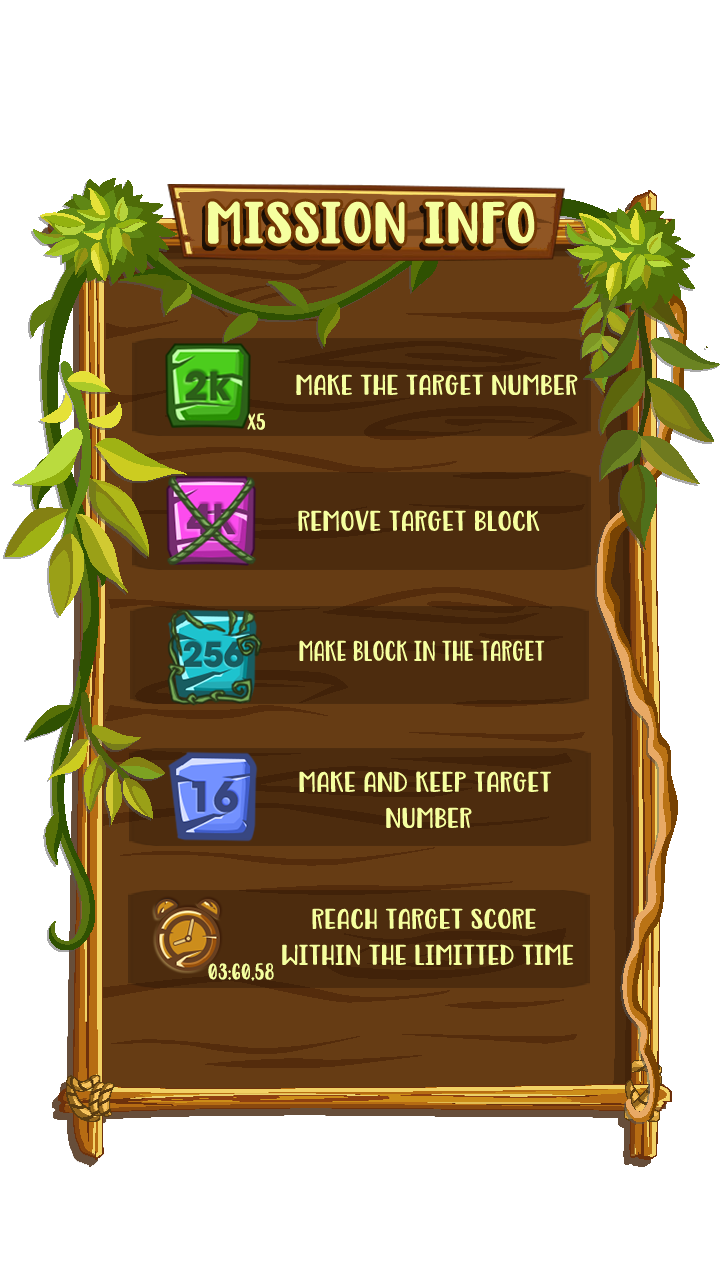 MISSION INFO
2K
X5
MAKE THE TARGET NUMBER
4K
REMOVE TARGET BLOCK
256
MAKE BLOCK IN THE TARGET
16
MAKE AND KEEP TARGET
NUMBER
REACH TARGET SCORE
WITHIN THE LIMITTED TIME
03:60,58